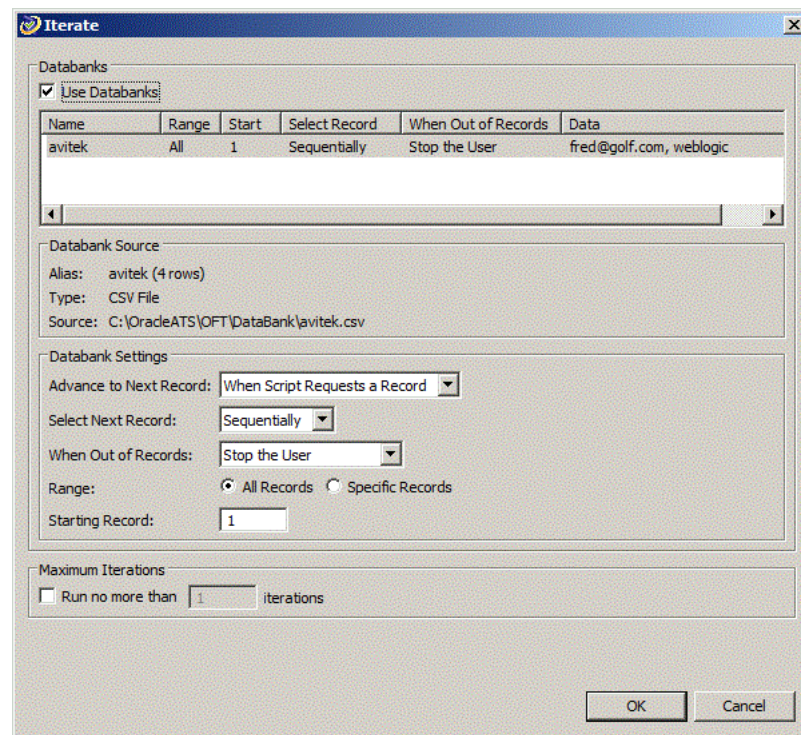 Iterate
Databanks
Use Databanks
Name Range Start Select Record When Out of Records Data
avitek All 1 Sequentially Stop the User fred@golf.com, weblogic
Databank Source
Alias: avitek (4 rows)
Type: CSV File
Source: C:\OracleATS\OFT\DataBank\avitek.csv
Databank Settings
Advance to Next Record: When Script Requests a Record
Select Next Record: Sequentially
When Out of Records: Stop the User
Range: All Records Specific Records
Starting Record: 1
Maximum Iterations
Run no more than 1 iterations
OK Cancel